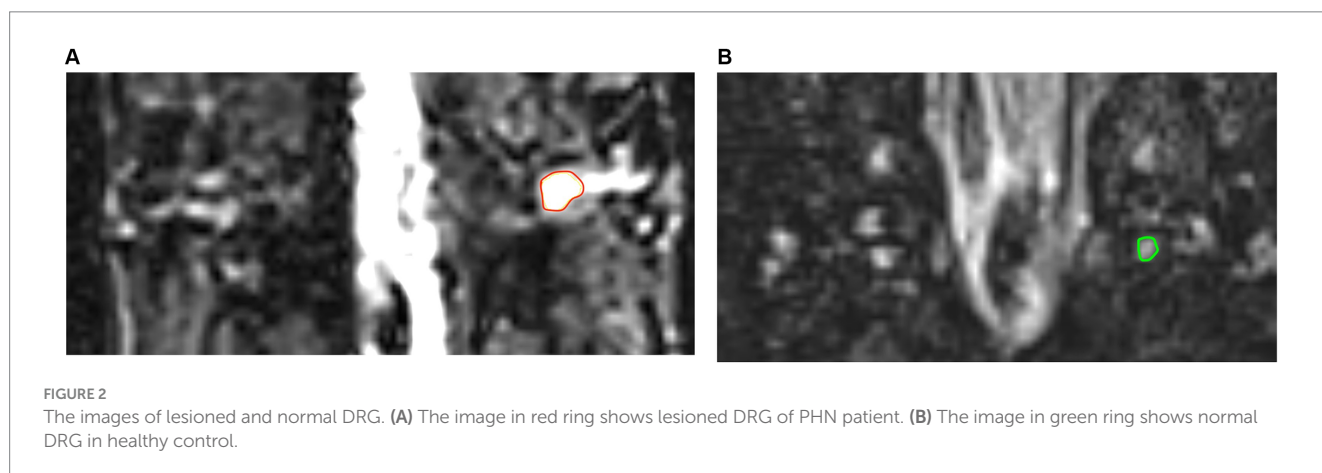 A
B
FIGURE 2
The images of lesioned and normal DRG. (A) The image in red ring shows lesioned DRG of PHN patient. (B) The image in green ring shows normal
DRG in healthy control.